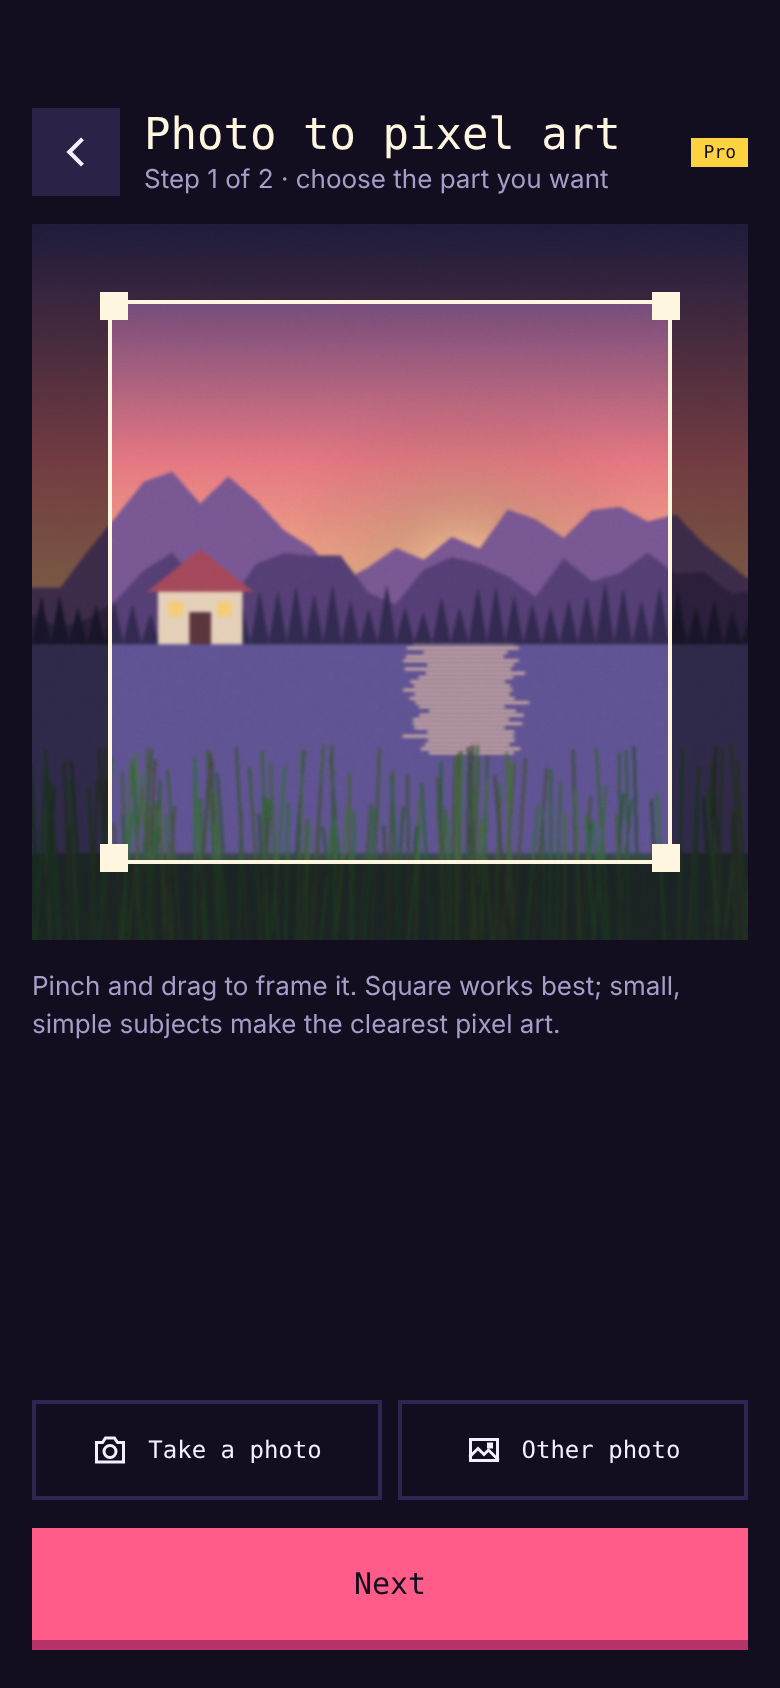 Photo to pixel art
Step 1 of 2 · choose the part you want
Pro
Pinch and drag to frame it. Square works best; small,
simple subjects make the clearest pixel art.
Take a photo
Other photo
Next